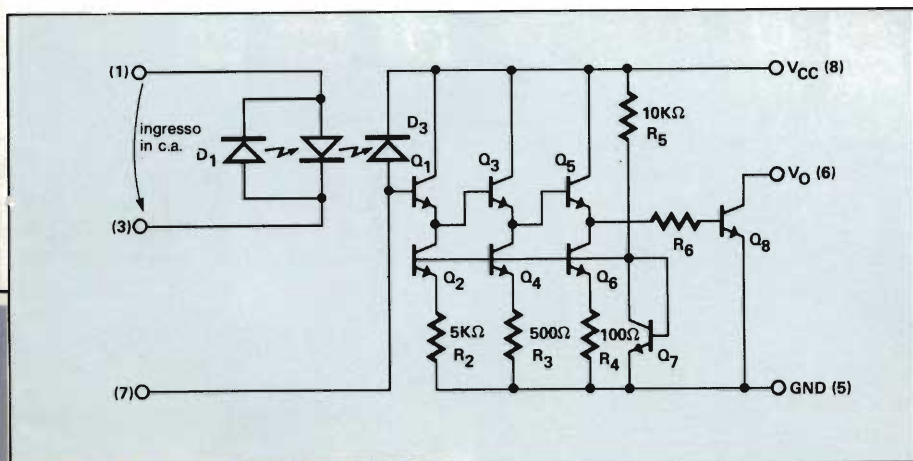 (1)
ingresso
in c.a.
(3)
(7)
D1
D3
Q1
Q3
Q5
Q2
Q4
Q6
5KΩ
R2
500Ω
R3
100Ω
R4
10KΩ
R5
R6
Q7
Q8
VCC (8)
VO (6)
GND (5)